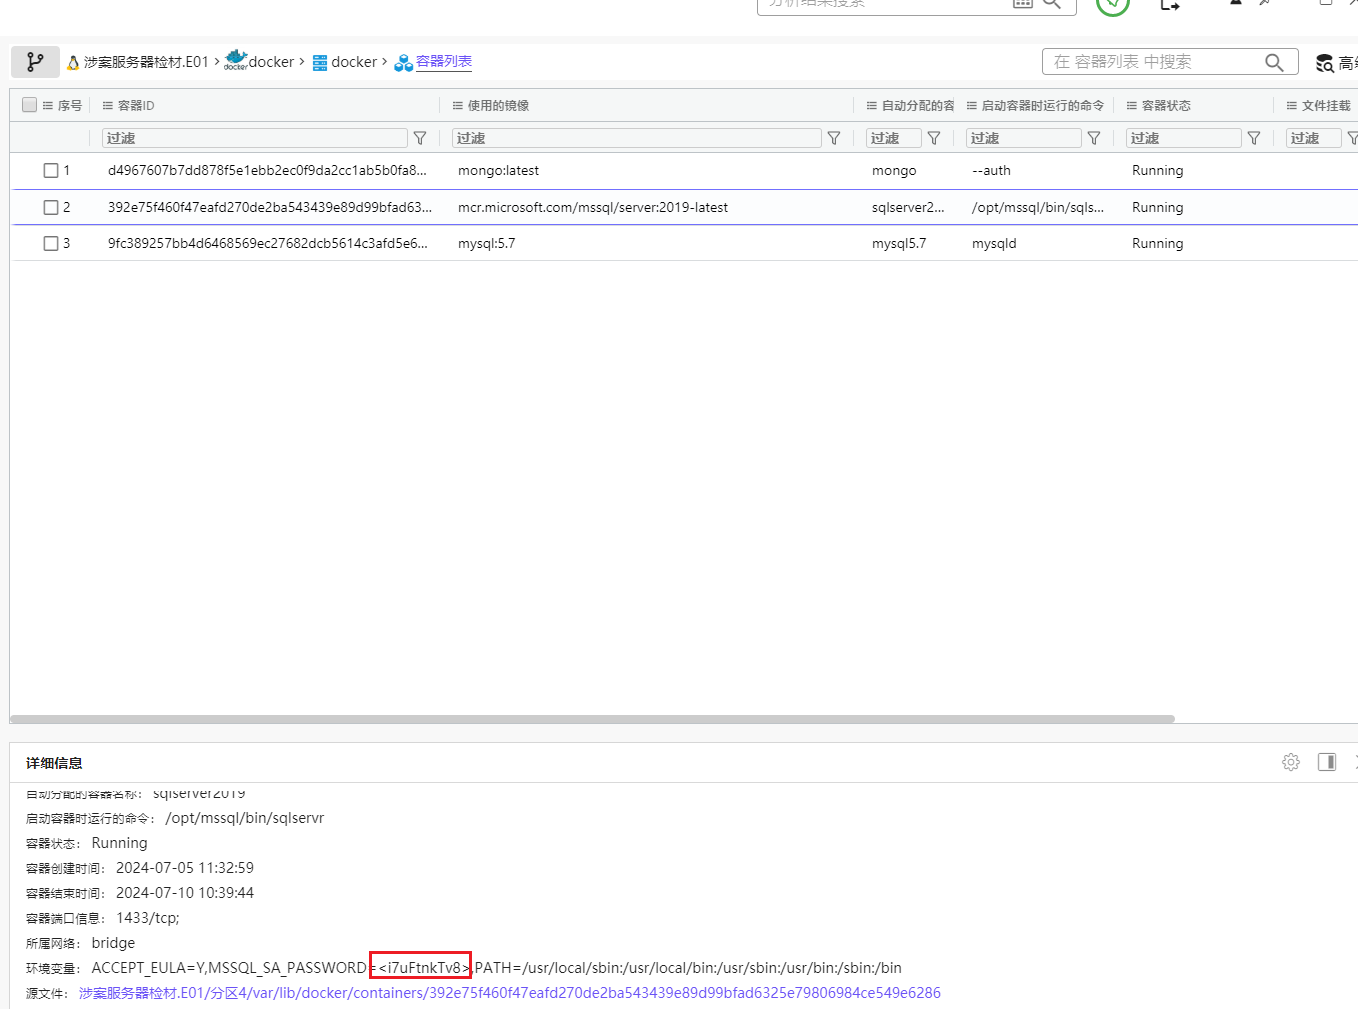 分析结果搜索
涉案服务器检材.E01 > docker > docker > 容器列表
在 容器列表 中搜索
序号 容器ID 使用的镜像 自动分配的容 启动容器时运行的命令 容器状态 文件挂载
过滤 过滤 过滤 过滤 过滤 过滤
1 d4967607b7dd878f5e1ebb2ec0f9da2cc1ab5b0fa8... mongo:latest mongo --auth Running
2 392e75f460f47eafd270de2ba543439e89d99bfad63... mcr.microsoft.com/mssql/server:2019-latest sqlserver2... /opt/mssql/bin/sqls... Running
3 9fc389257bb4d6468569ec27682dcb5614c3afd5e6... mysql:5.7 mysql5.7 mysqld Running
详细信息
自动分配的容器名称: sqlserver2019
启动容器时运行的命令: /opt/mssql/bin/sqlservr
容器状态: Running
容器创建时间: 2024-07-05 11:32:59
容器结束时间: 2024-07-10 10:39:44
容器端口信息: 1433/tcp;
所属网络: bridge
环境变量: ACCEPT_EULA=Y,MSSQL_SA_PASSWORD=<i7uFtnkTv8>,PATH=/usr/local/sbin:/usr/local/bin:/usr/sbin:/usr/bin:/sbin:/bin
源文件: 涉案服务器检材.E01/分区4/var/lib/docker/containers/392e75f460f47eafd270de2ba543439e89d99bfad6325e79806984ce549e6286